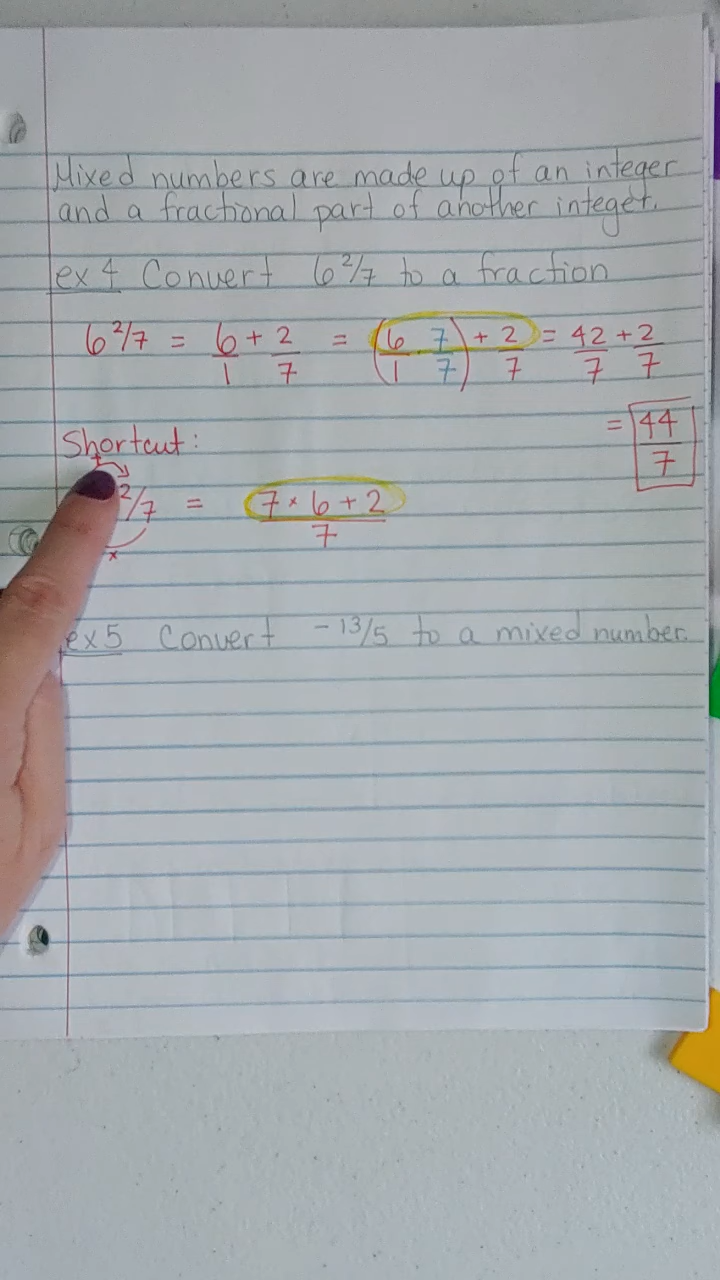 Mixed numbers are made up of an integer
and a fractional part of another integer.
ex 4 Convert 6 2/7 to a fraction
6 2/7 = 6/1 + 2/7 = (6/1 · 7/7) + 2/7 = 42/7 + 2/7
= 44/7
Shortcut:
+
2/7 = (7 * 6 + 2)/7
x
ex 5 Convert -13/5 to a mixed number.